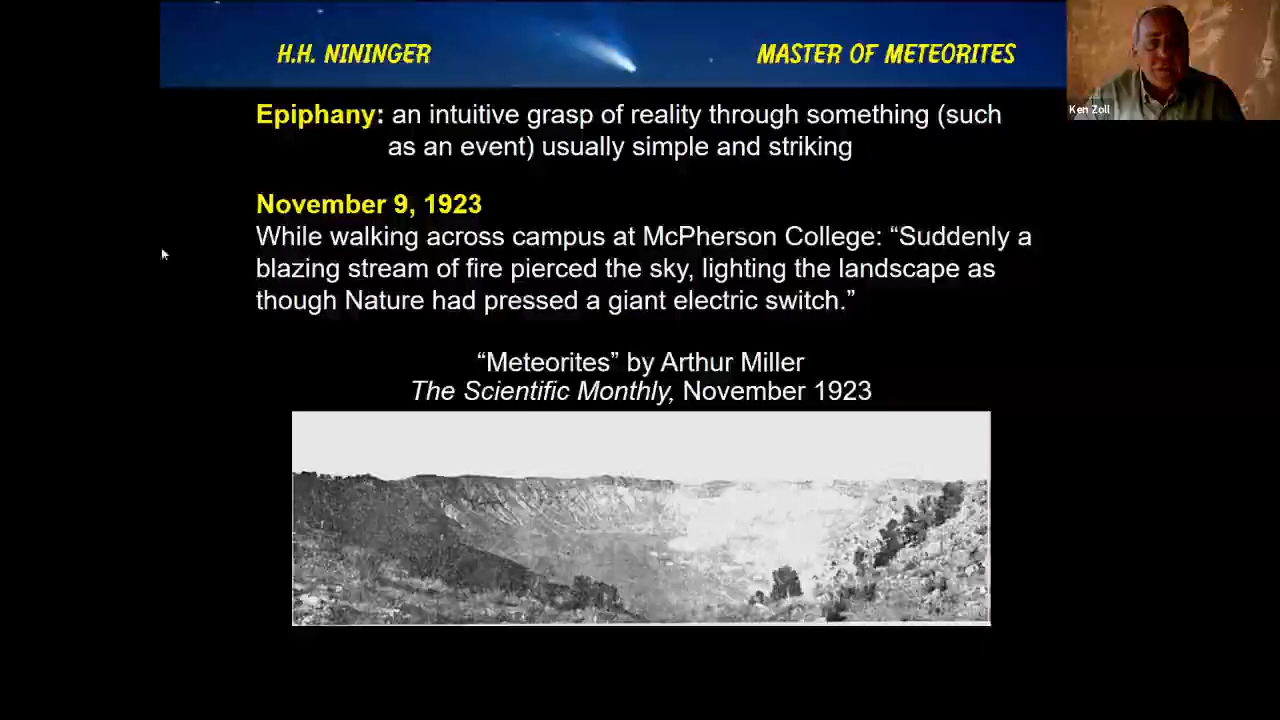 H.H. NININGER
MASTER OF METEORITES
Ken Zoll
Epiphany: an intuitive grasp of reality through something (such
as an event) usually simple and striking
November 9, 1923
While walking across campus at McPherson College: “Suddenly a
blazing stream of fire pierced the sky, lighting the landscape as
though Nature had pressed a giant electric switch.”
“Meteorites” by Arthur Miller
The Scientific Monthly, November 1923